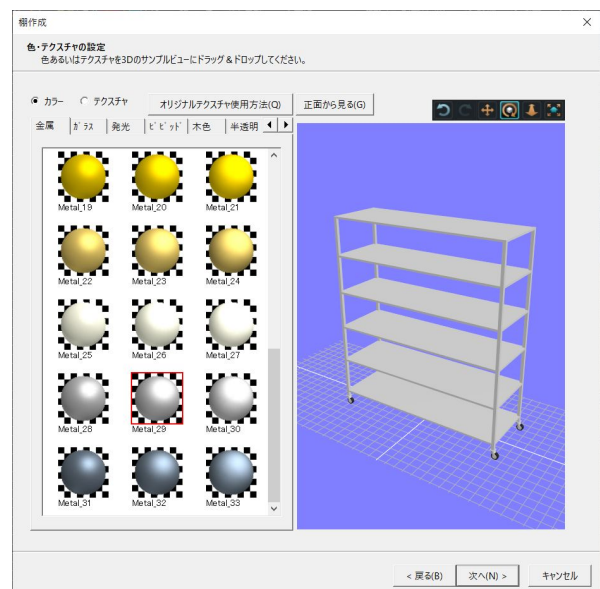 棚作成
色・テクスチャの設定
色あるいはテクスチャを3Dのサンプルビューにドラッグ＆ドロップしてください。
カラー テクスチャ オリジナルテクスチャ使用方法(O) 正面から見る(G)
金属 ガラス 発光 ビビッド 木色 半透明
Metal_19 Metal_20 Metal_21
Metal_22 Metal_23 Metal_24
Metal_25 Metal_26 Metal_27
Metal_28 Metal_29 Metal_30
Metal_31 Metal_32 Metal_33
< 戻る(B) 次へ(N) > キャンセル